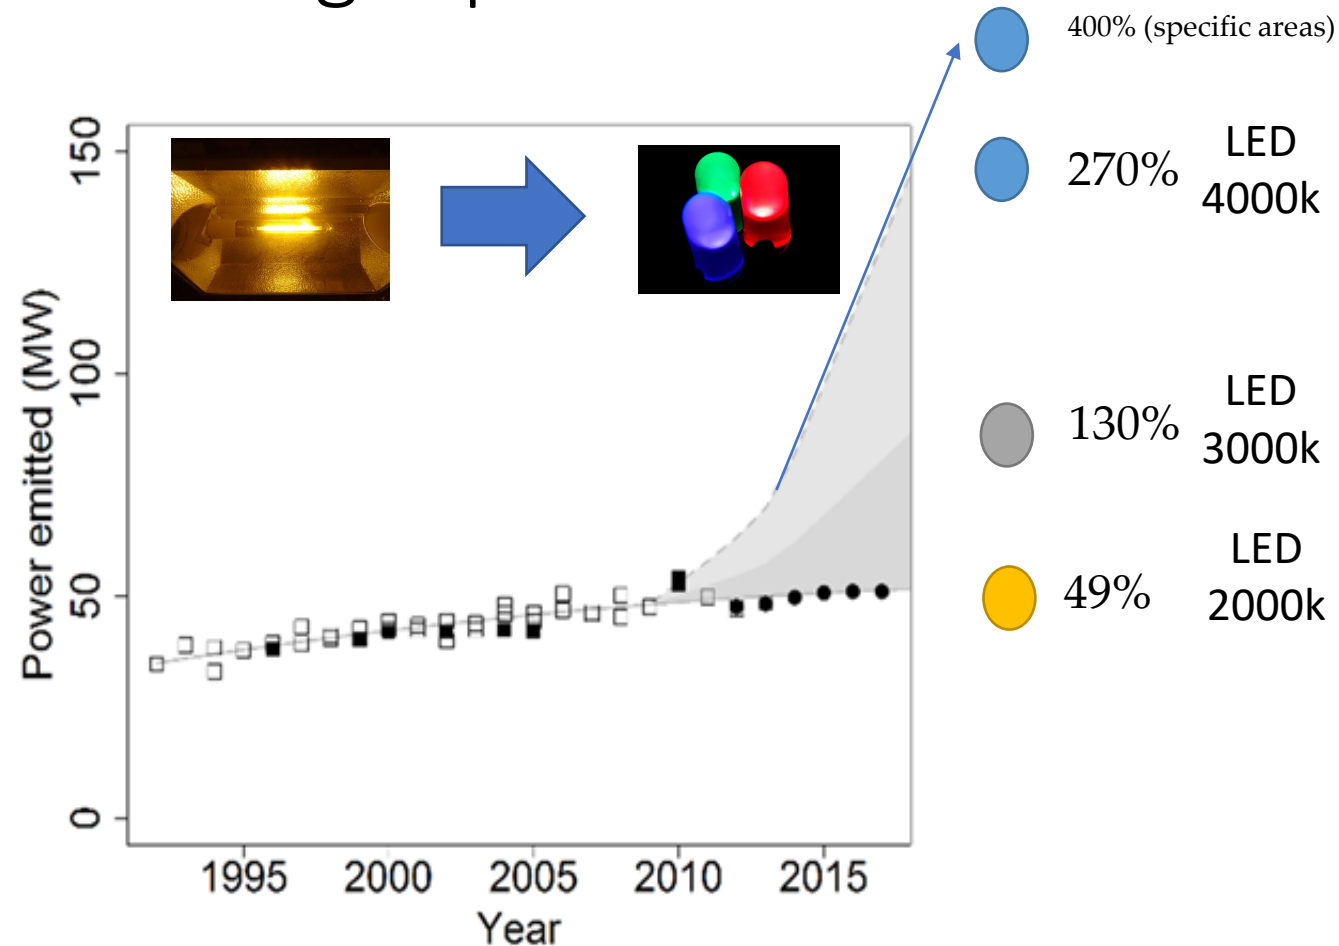 400% (specific areas)
270%
LED
4000k
130%
LED
3000k
49%
LED
2000k
Power emitted (MW)
150
100
50
0
1995 2000 2005 2010 2015
Year